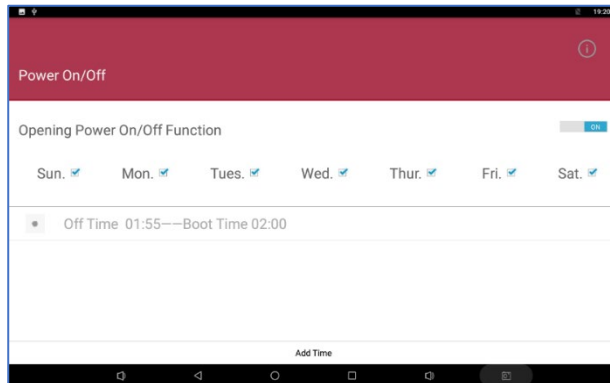 19:20
Power On/Off
Opening Power On/Off Function
ON
Sun. Mon. Tues. Wed. Thur. Fri. Sat.
Off Time 01:55——Boot Time 02:00
Add Time